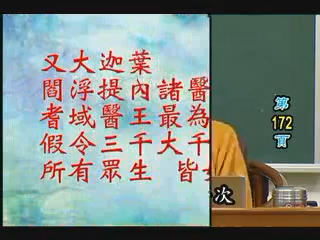 又大迦葉
閻浮提內諸醫
耆域醫王最為
假令三千大千
所有眾生 皆
第
172
頁
次